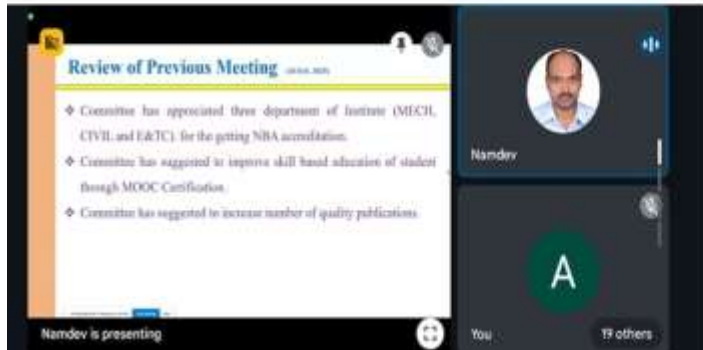 Review of Previous Meeting
❖ Committee has appreciated three department of Institute (MECH,
CIVIL and E&TC), for the getting NBA accreditation.
❖ Committee has suggested to improve skill based education of student
through MOOC Certification.
❖ Committee has suggested to increase number of quality publications.
Namdev is presenting
Namdev
A
You
19 others